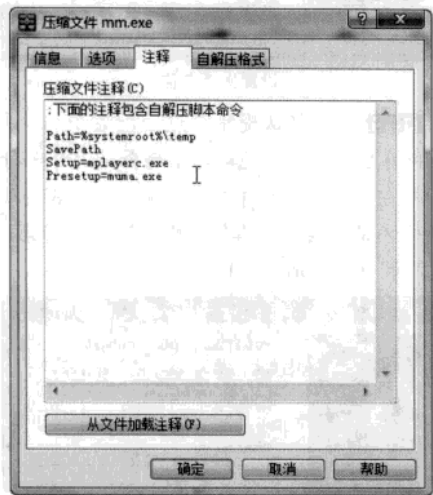 压缩文件 mm.exe
信息 选项 注释 自解压格式
压缩文件注释(C)
;下面的注释包含自解压脚本命令
Path=%systemroot%\temp
SavePath
Setup=mplayerc.exe
Presetup=muma.exe
从文件加载注释(F)
确定 取消 帮助